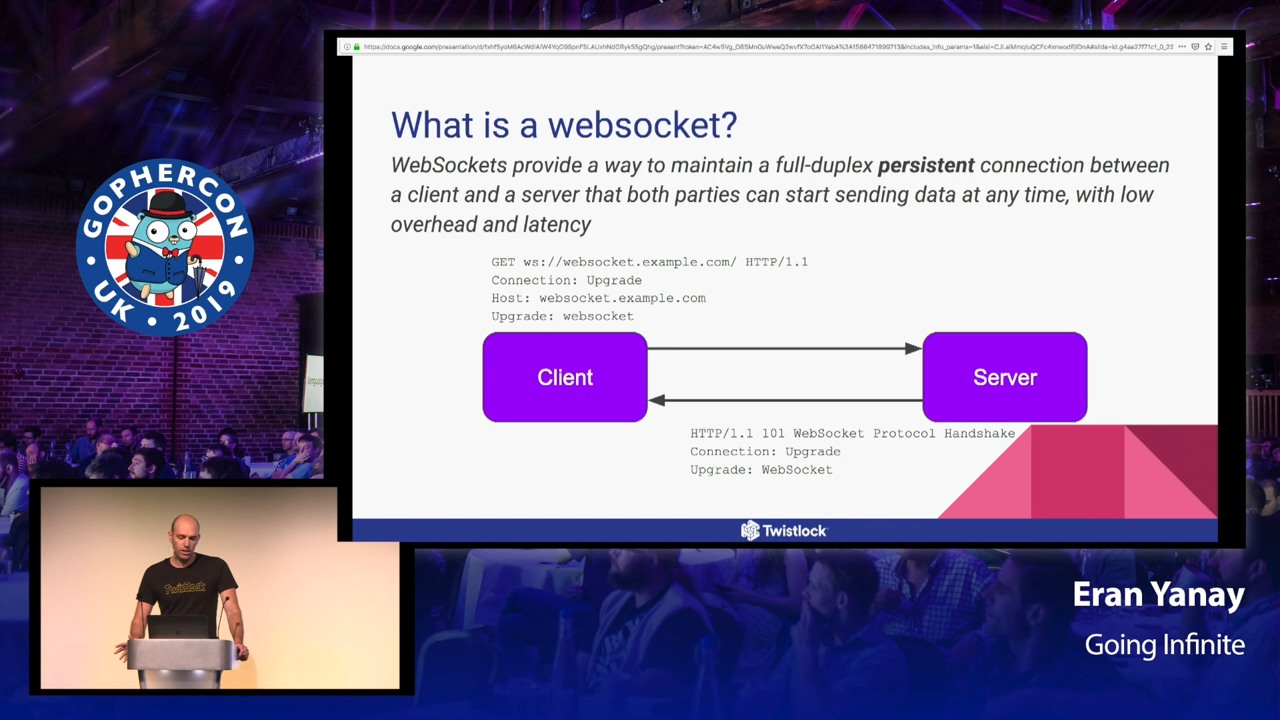 What is a websocket?
WebSockets provide a way to maintain a full-duplex persistent connection between
a client and a server that both parties can start sending data at any time, with low
overhead and latency
GET ws://websocket.example.com/ HTTP/1.1
Connection: Upgrade
Host: websocket.example.com
Upgrade: websocket
Client
Server
HTTP/1.1 101 WebSocket Protocol Handshake
Connection: Upgrade
Upgrade: WebSocket
Twistlock
GOPHERCON
UK • 2019
Twistlock
Eran Yanay
Going Infinite